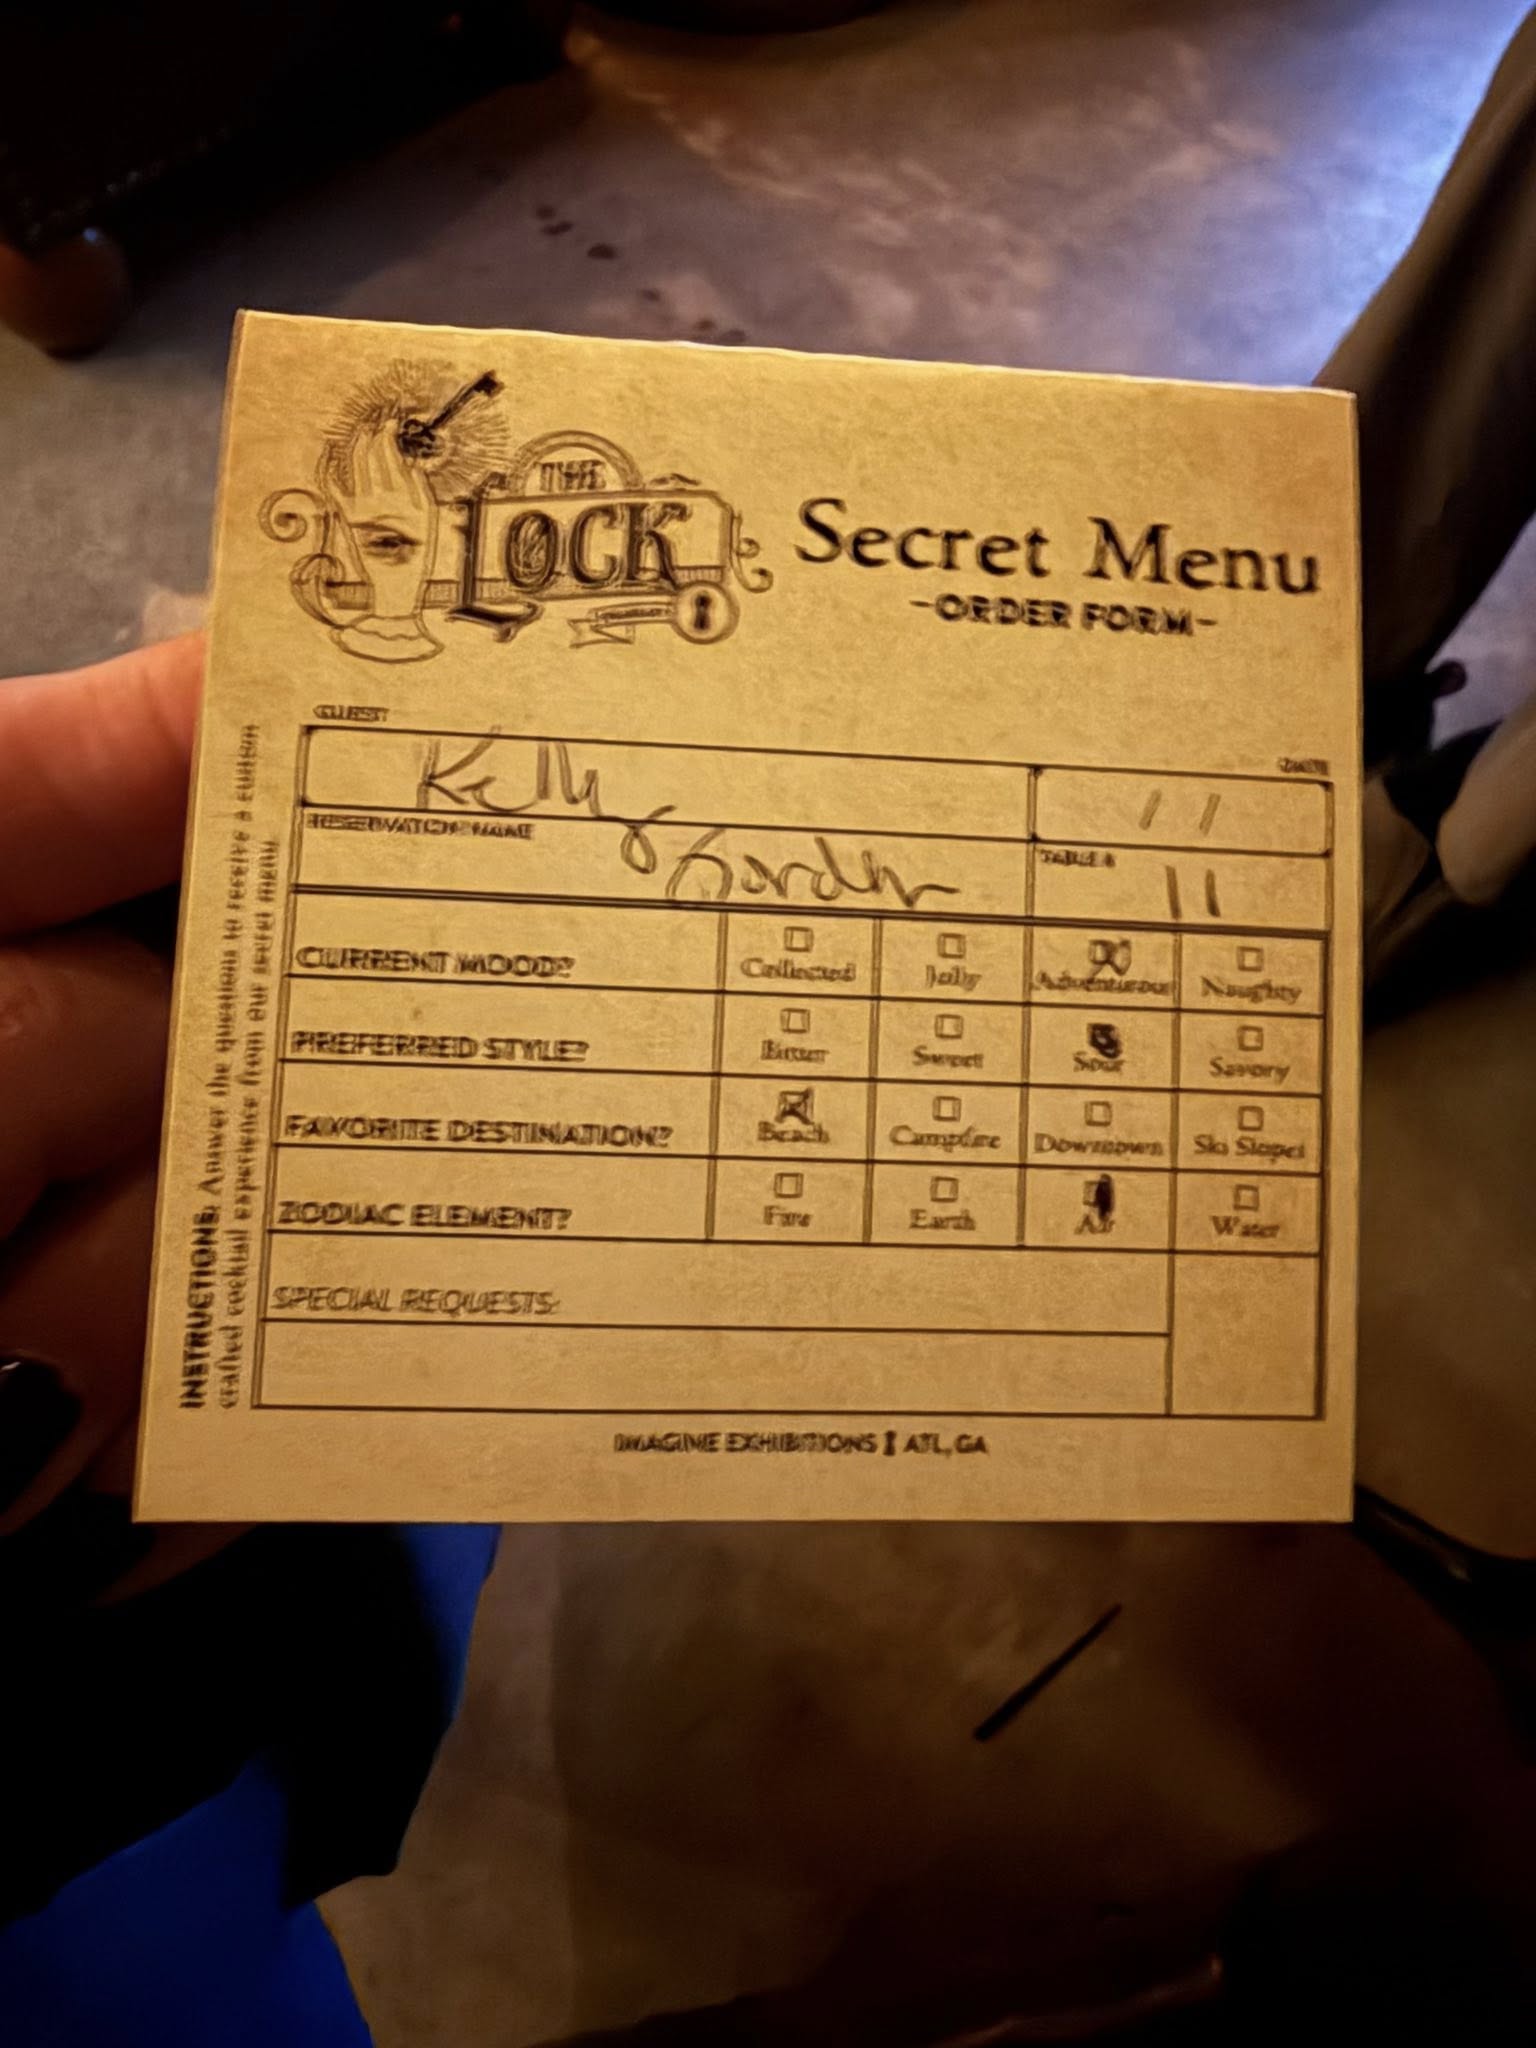 THE
LOCK
Secret Menu
-ORDER FORM-
GUEST
DATE
Kelly
11
RESERVATION NAME
TABLE #
11
CURRENT MOOD?
Collected
Jolly
Adventurous
Naughty
PREFERRED STYLE?
Bitter
Sweet
Sour
Savory
FAVORITE DESTINATION?
Beach
Campfire
Downtown
Ski Slopes
ZODIAC ELEMENT?
Fire
Earth
Air
Water
SPECIAL REQUESTS:
INSTRUCTIONS: Answer the questions to receive a custom
crafted cocktail experience from our secret menu
IMAGINE EXHIBITIONS | ATL, GA